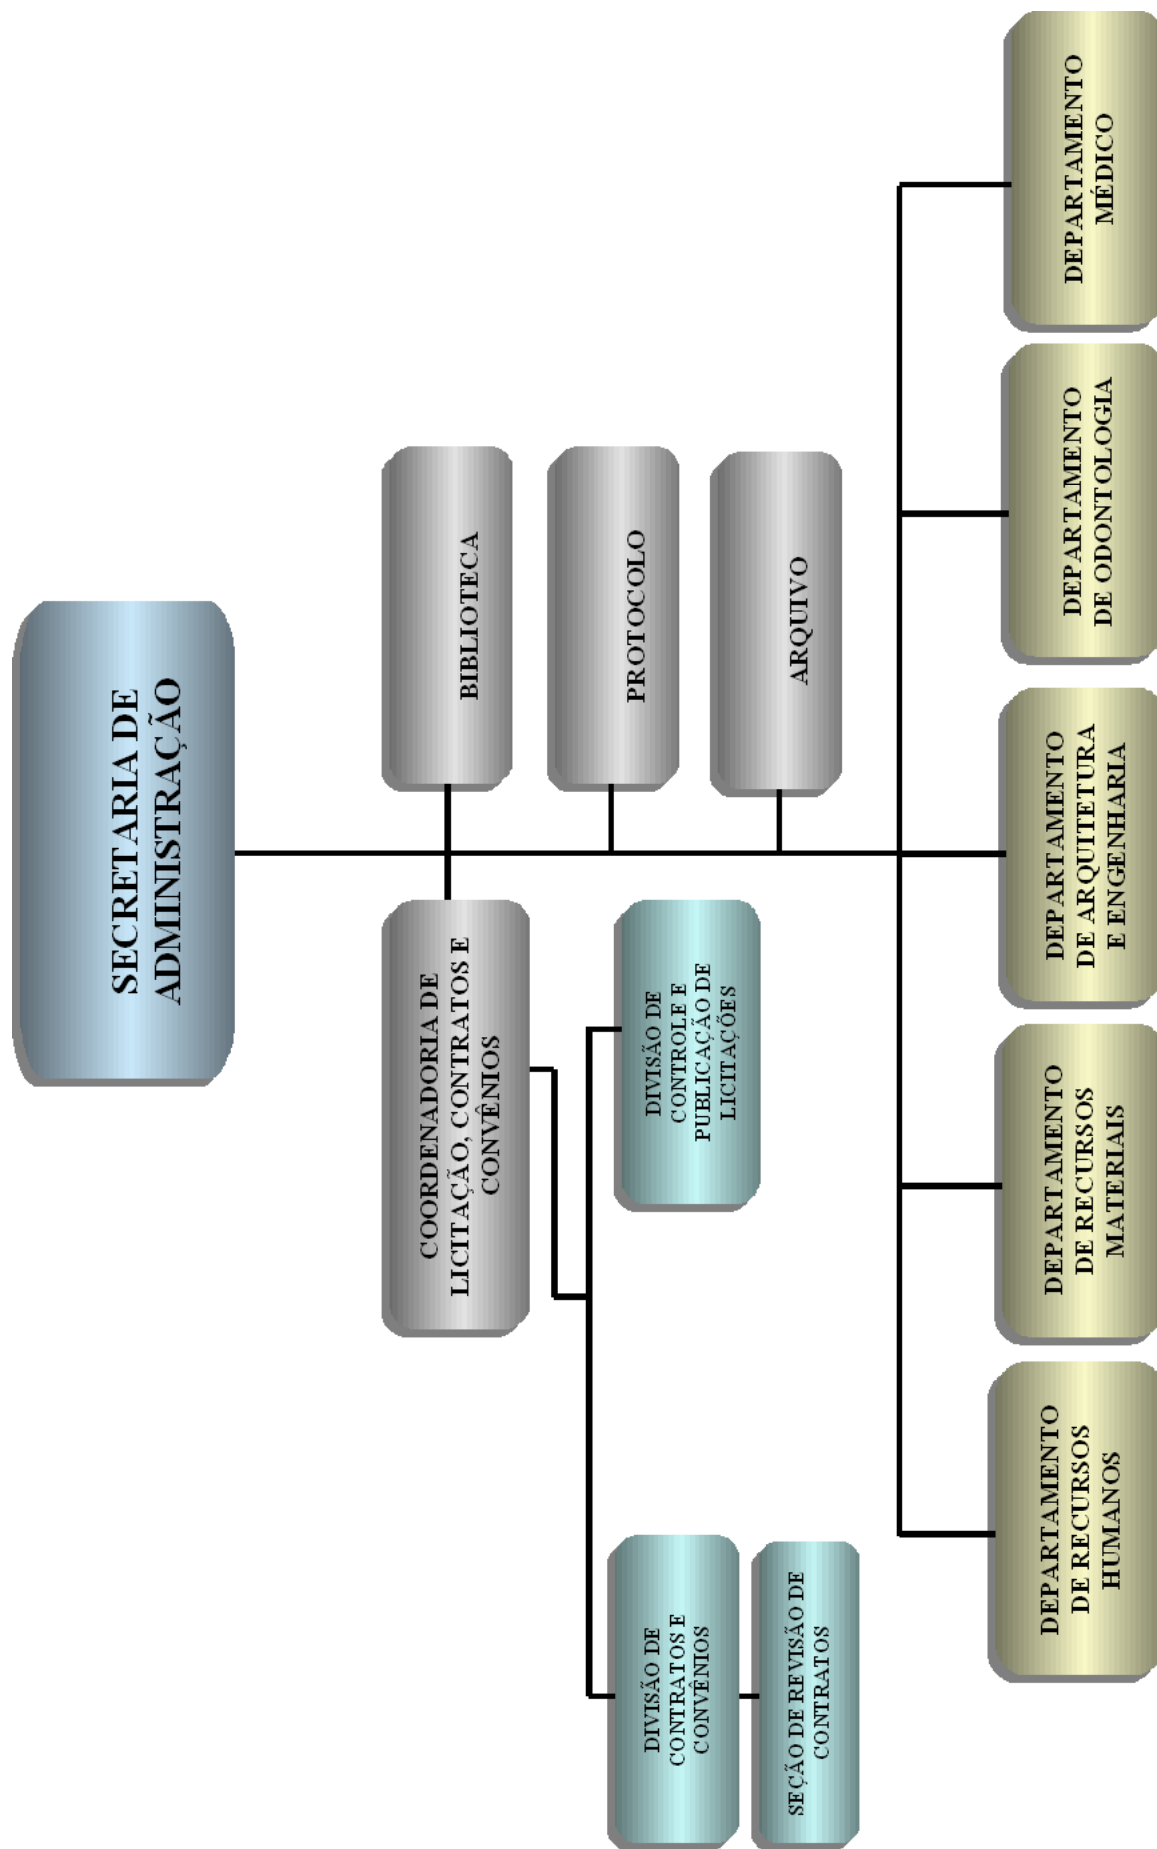 SECRETARIA DE
ADMINISTRAÇÃO
COORDENADORIA DE
LICITAÇÃO, CONTRATOS E
CONVÊNIOS
BIBLIOTECA
PROTOCOLO
ARQUIVO
DIVISÃO DE
CONTRATOS E
CONVÊNIOS
SEÇÃO DE REVISÃO DE
CONTRATOS
DIVISÃO DE
CONTROLE E
PUBLICAÇÃO DE
LICITAÇÕES
DEPARTAMENTO
DE RECURSOS
HUMANOS
DEPARTAMENTO
DE RECURSOS
MATERIAIS
DEPARTAMENTO
DE ARQUITETURA
E ENGENHARIA
DEPARTAMENTO
DE ODONTOLOGIA
DEPARTAMENTO
MÉDICO